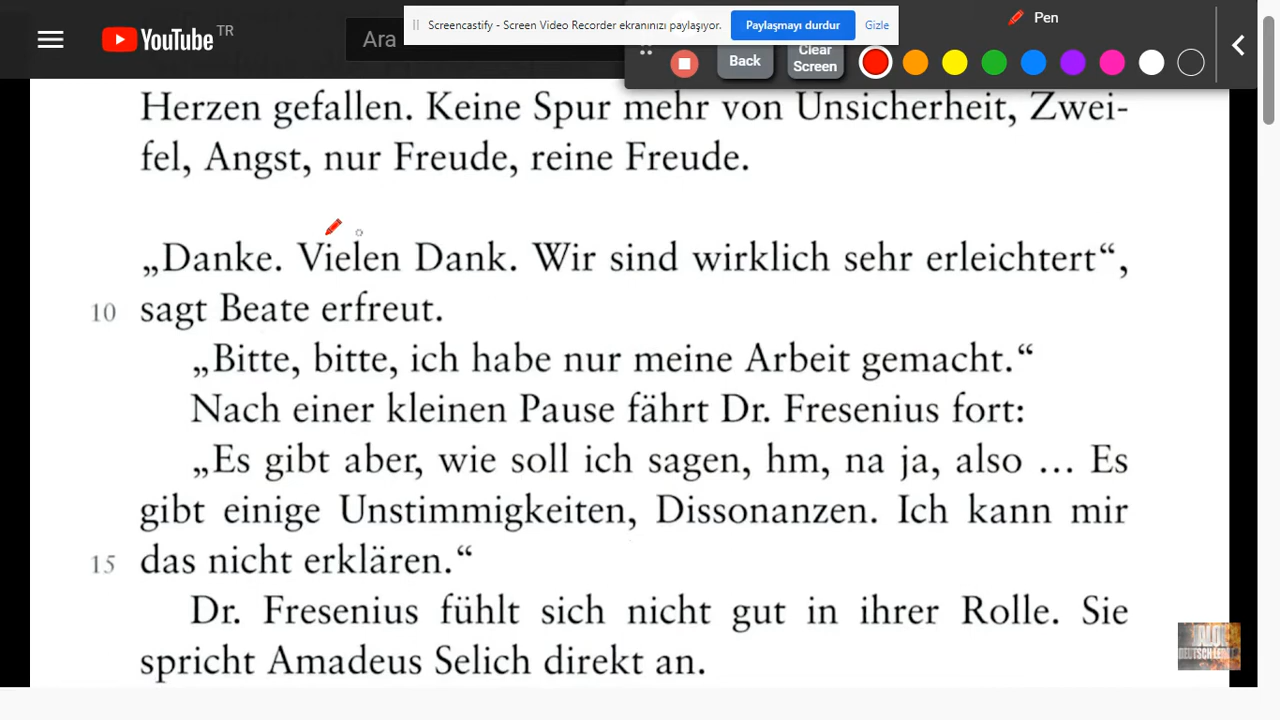 YouTube TR
Ara
Screencastify - Screen Video Recorder ekranınızı paylaşıyor.
Paylaşmayı durdur
Gizle
Pen
Back
Clear
Screen
Herzen gefallen. Keine Spur mehr von Unsicherheit, Zwei-
fel, Angst, nur Freude, reine Freude.
„Danke. Vielen Dank. Wir sind wirklich sehr erleichtert“,
10 sagt Beate erfreut.
„Bitte, bitte, ich habe nur meine Arbeit gemacht.“
Nach einer kleinen Pause fährt Dr. Fresenius fort:
„Es gibt aber, wie soll ich sagen, hm, na ja, also … Es
gibt einige Unstimmigkeiten, Dissonanzen. Ich kann mir
15 das nicht erklären.“
Dr. Fresenius fühlt sich nicht gut in ihrer Rolle. Sie
spricht Amadeus Selich direkt an.